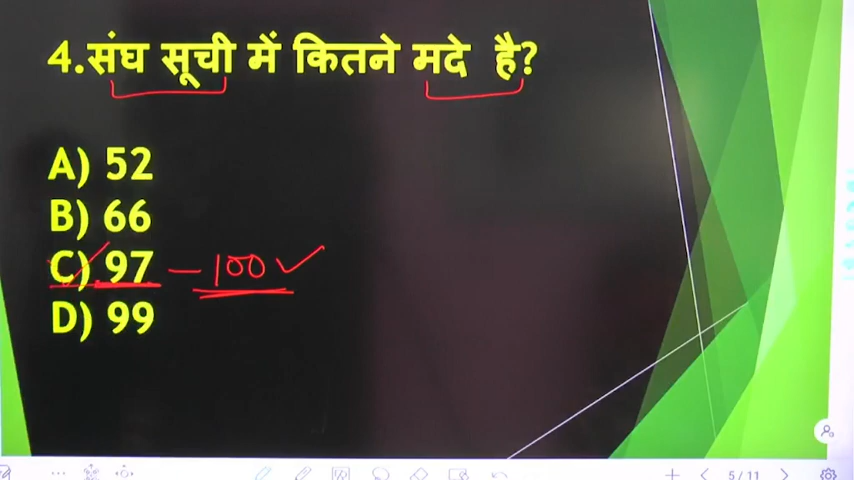 4.संघ सूची में कितने मदे है?
A) 52
B) 66
C) 97 — 100 ✓
D) 99
5/11